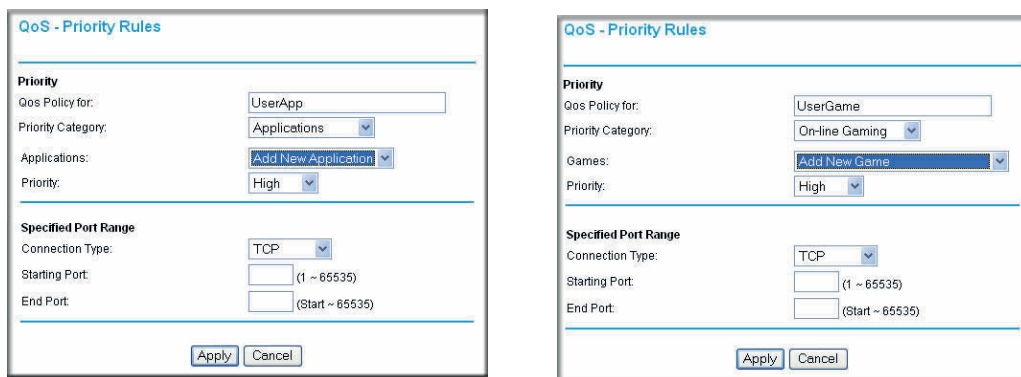 QoS - Priority Rules
Priority
Qos Policy for: UserApp
Priority Category: Applications
Applications: Add New Application
Priority: High
Specified Port Range
Connection Type: TCP
Starting Port: (1 ~ 65535)
End Port: (Start ~ 65535)
Apply Cancel
QoS - Priority Rules
Priority
Qos Policy for: UserGame
Priority Category: On-line Gaming
Games: Add New Game
Priority: High
Specified Port Range
Connection Type: TCP
Starting Port: (1 ~ 65535)
End Port: (Start ~ 65535)
Apply Cancel